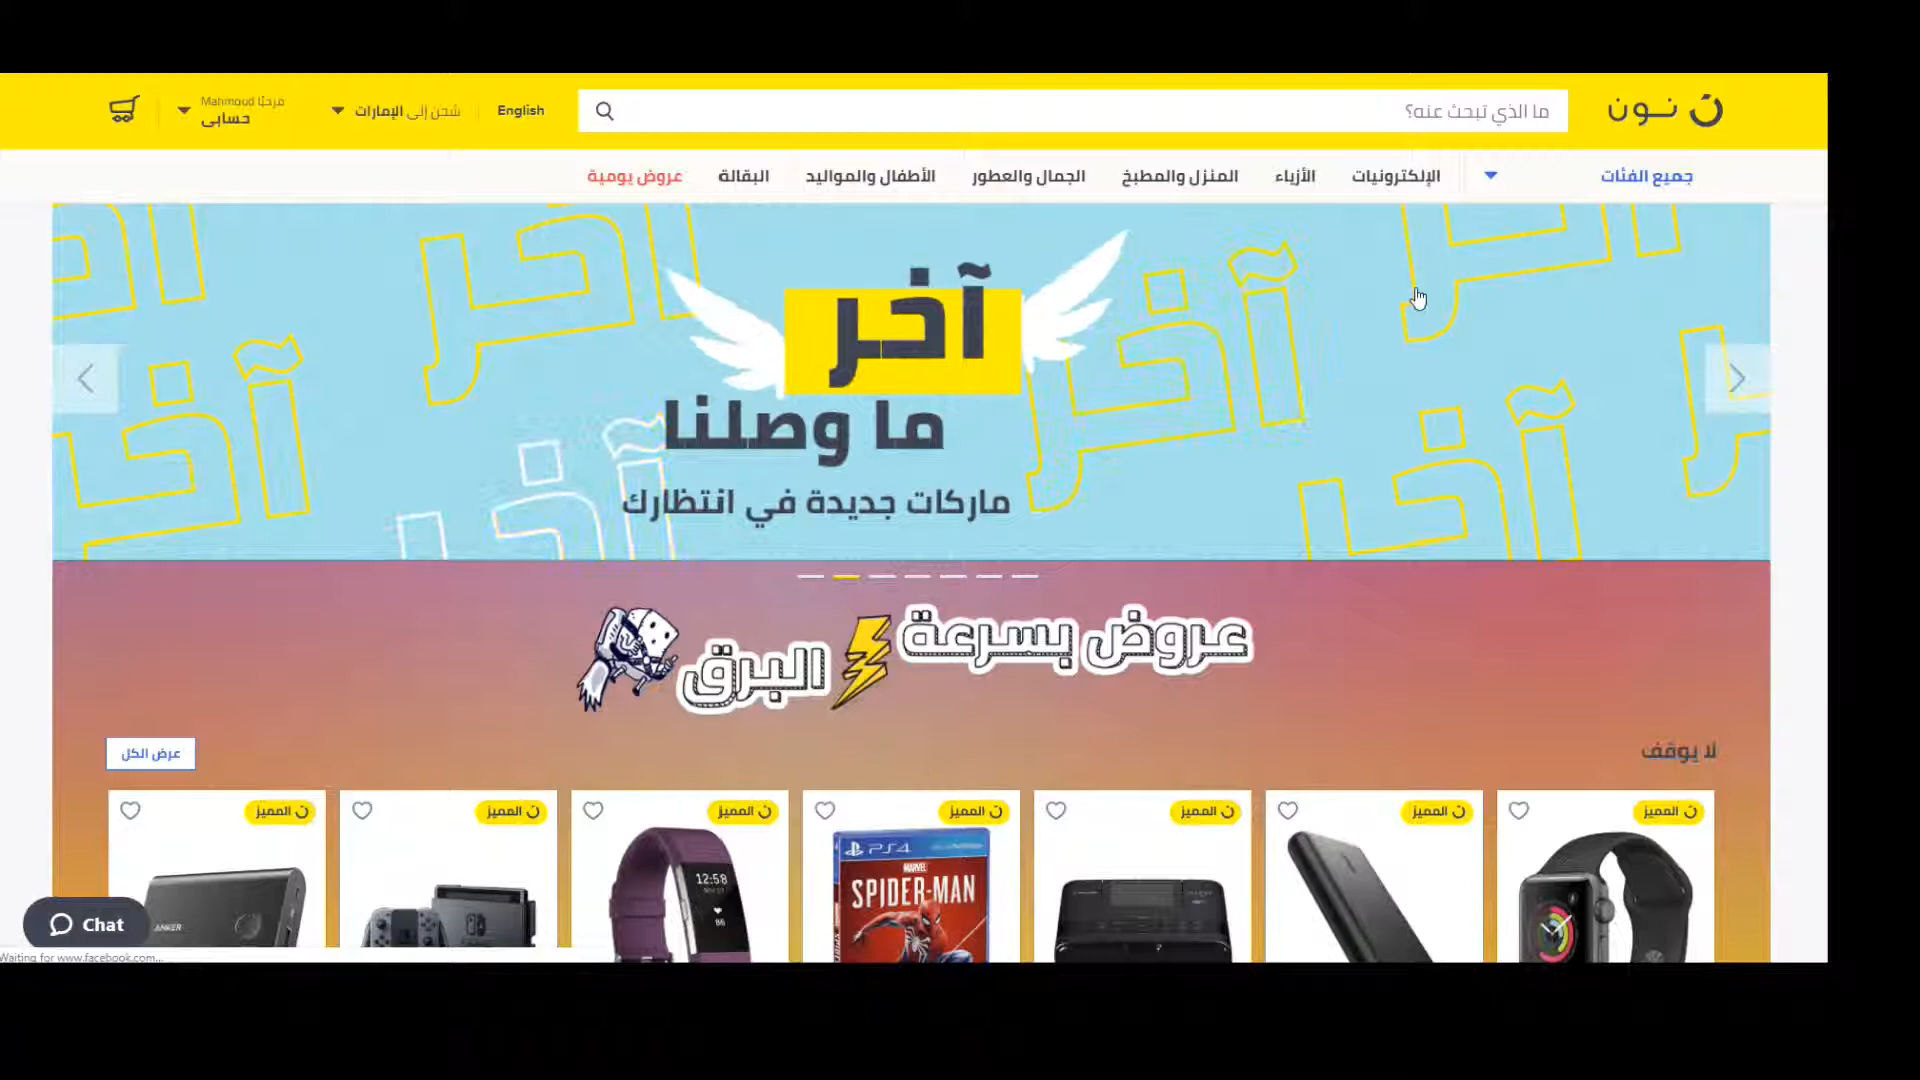 نـون
ما الذي تبحث عنه؟
English
شحن إلى الإمارات
مرحبًا Mahmoud
حسابي
جميع الفئات
الإلكترونيات
الأزياء
المنزل والمطبخ
الجمال والعطور
الأطفال والمواليد
البقالة
عروض يومية
آخر
ما وصلنا
ماركات جديدة في انتظارك
عروض بسرعة البرق
لا يوقف
عرض الكل
المميز
المميز
المميز
المميز
المميز
المميز
المميز
PS4
MARVEL
SPIDER-MAN
12:58
86
ANKER
Chat
Waiting for www.facebook.com...